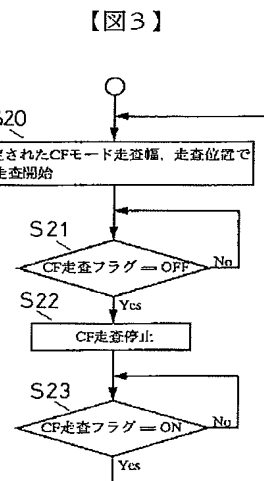 【図3】
S20
されたCFモード走査幅、走査位置で
走査開始
S21
CF走査フラグ＝OFF
No
Yes
S22
CF走査停止
S23
CF走査フラグ＝ON
No
Yes